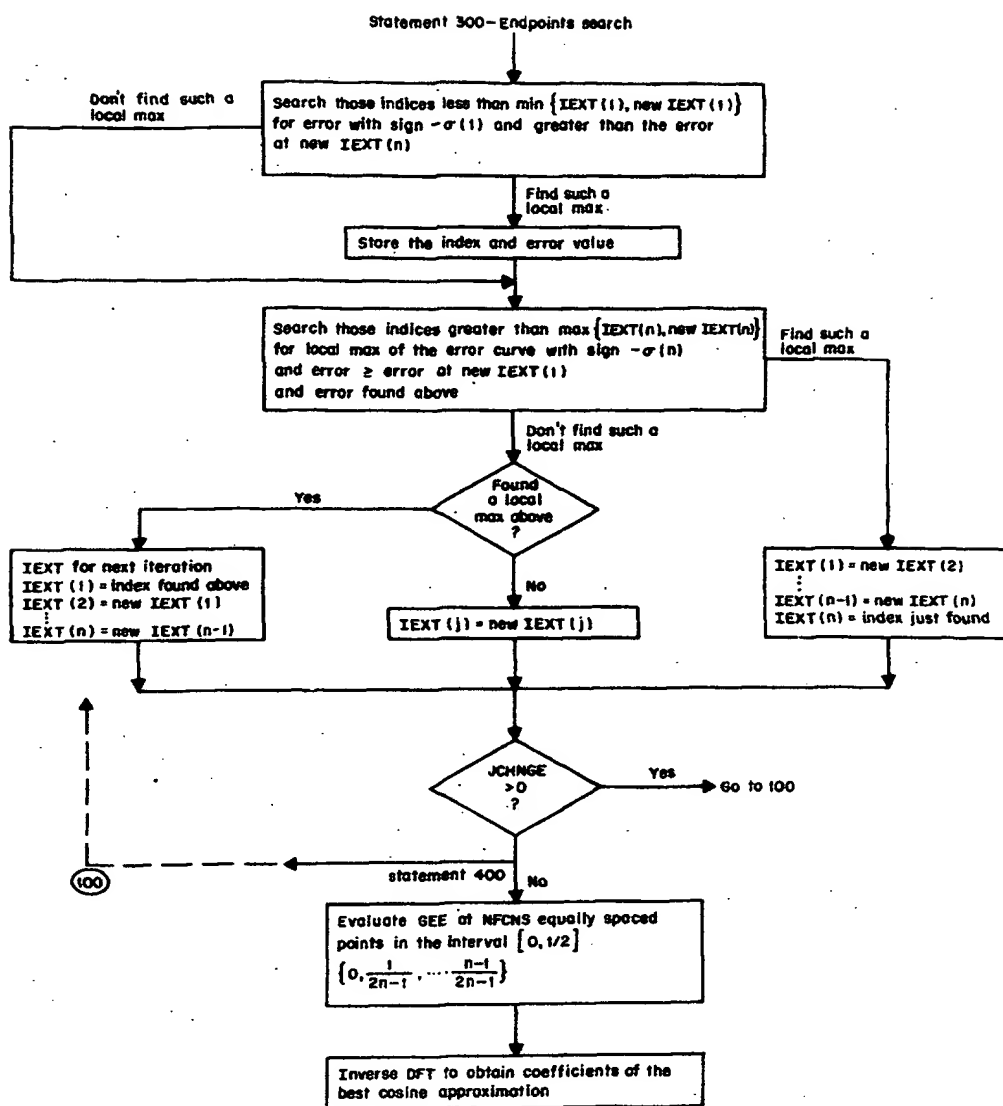 Statement 300-Endpoints search
Don't find such a
local max
Search those indices less than min {IEXT(1), new IEXT(1)}
for error with sign -σ(1) and greater than the error
at new IEXT(n)
Find such a
local max
Store the index and error value
Search those indices greater than max {IEXT(n), new IEXT(n)}
for local max of the error curve with sign -σ(n)
and error ≥ error at new IEXT(1)
and error found above
Find such a
local max
Don't find such a
local max
Found
a local
max above
?
Yes
No
IEXT for next iteration
IEXT (1) = index found above
IEXT (2) = new IEXT (1)
⋮
IEXT (n) = new IEXT (n-1)
IEXT (j) = new IEXT (j)
IEXT (1) = new IEXT (2)
⋮
IEXT (n-1) = new IEXT (n)
IEXT (n) = index just found
JCHNGE
>0
?
Yes
Go to 100
100
statement 400
No
Evaluate GEE at NFCNS equally spaced
points in the interval [0, 1/2]
{0, 1/2n-1, ... n-1/2n-1}
Inverse DFT to obtain coefficients of the
best cosine approximation